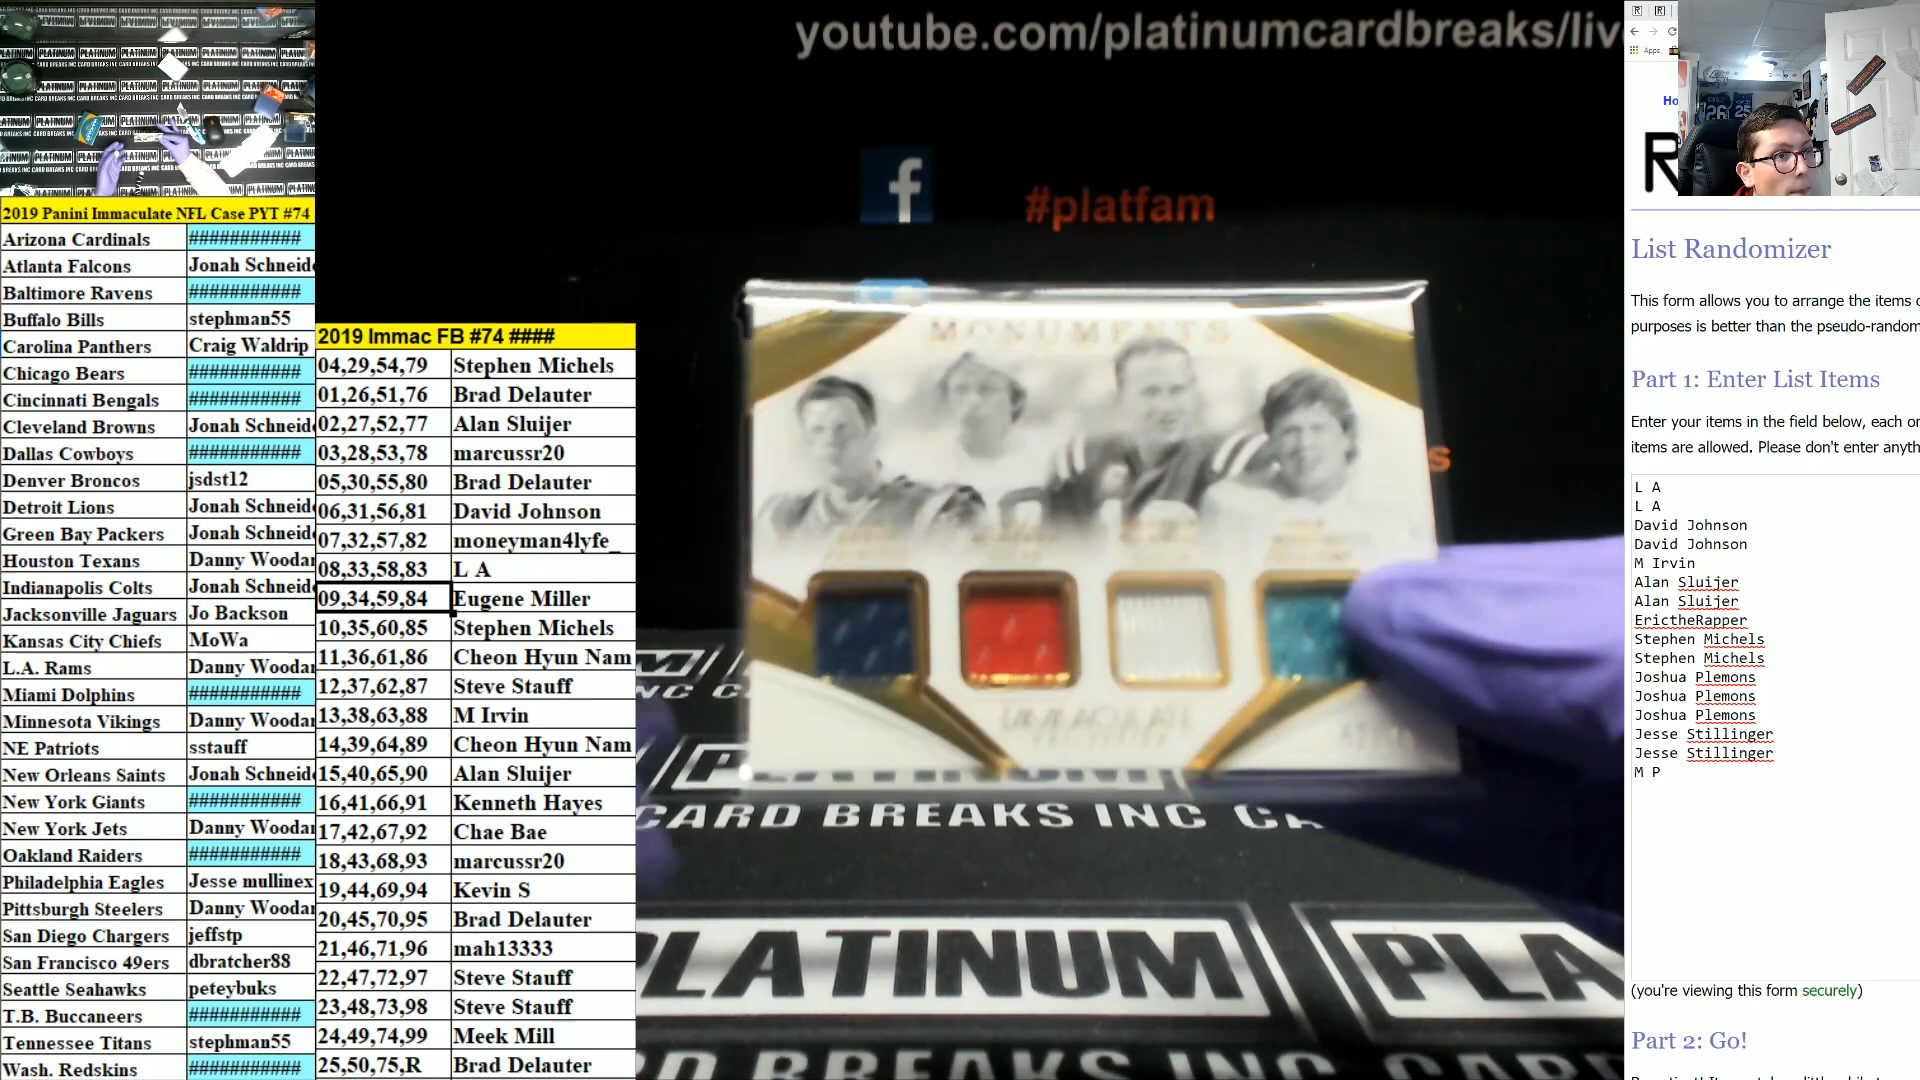 youtube.com/platinumcardbreaks/liv
#platfam
MONUMENTS
IMMACULATE
CARD BREAKS INC
PLATINUM
PLA
2019 Panini Immaculate NFL Case PYT #74
Arizona Cardinals ###########
Atlanta Falcons Jonah Schneid
Baltimore Ravens ###########
Buffalo Bills stephman55
Carolina Panthers Craig Waldrip
Chicago Bears ###########
Cincinnati Bengals ###########
Cleveland Browns Jonah Schneid
Dallas Cowboys ###########
Denver Broncos jsdst12
Detroit Lions Jonah Schneid
Green Bay Packers Jonah Schneid
Houston Texans Danny Woodar
Indianapolis Colts Jonah Schneid
Jacksonville Jaguars Jo Backson
Kansas City Chiefs MoWa
L.A. Rams Danny Woodar
Miami Dolphins ###########
Minnesota Vikings Danny Woodar
NE Patriots sstauff
New Orleans Saints Jonah Schneid
New York Giants ###########
New York Jets Danny Woodar
Oakland Raiders ###########
Philadelphia Eagles Jesse mullinex
Pittsburgh Steelers Danny Woodar
San Diego Chargers jeffstp
San Francisco 49ers dbratcher88
Seattle Seahawks peteybuks
T.B. Buccaneers ###########
Tennessee Titans stephman55
Wash. Redskins ###########
2019 Immac FB #74 ####
04,29,54,79 Stephen Michels
01,26,51,76 Brad Delauter
02,27,52,77 Alan Sluijer
03,28,53,78 marcussr20
05,30,55,80 Brad Delauter
06,31,56,81 David Johnson
07,32,57,82 moneyman4lyfe_
08,33,58,83 L A
09,34,59,84 Eugene Miller
10,35,60,85 Stephen Michels
11,36,61,86 Cheon Hyun Nam
12,37,62,87 Steve Stauff
13,38,63,88 M Irvin
14,39,64,89 Cheon Hyun Nam
15,40,65,90 Alan Sluijer
16,41,66,91 Kenneth Hayes
17,42,67,92 Chae Bae
18,43,68,93 marcussr20
19,44,69,94 Kevin S
20,45,70,95 Brad Delauter
21,46,71,96 mah13333
22,47,72,97 Steve Stauff
23,48,73,98 Steve Stauff
24,49,74,99 Meek Mill
25,50,75,R Brad Delauter
Apps
Ho
R
List Randomizer
This form allows you to arrange the items
purposes is better than the pseudo-random
Part 1: Enter List Items
Enter your items in the field below, each
items are allowed. Please don't enter anyth
L A
L A
David Johnson
David Johnson
M Irvin
Alan Sluijer
Alan Sluijer
ErictheRapper
Stephen Michels
Stephen Michels
Joshua Plemons
Joshua Plemons
Joshua Plemons
Jesse Stillinger
Jesse Stillinger
M P
(you're viewing this form securely)
Part 2: Go!